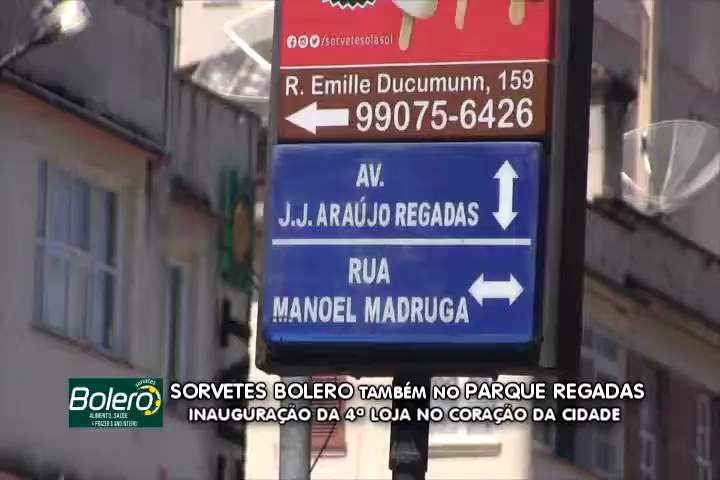 /sorvetesolasol
R. Emille Ducumunn, 159
99075-6426
AV.
J.J. ARAÚJO REGADAS
RUA
MANOEL MADRUGA
sorvetes
Bolero
ALIMENTO, SAÚDE
E PRAZER O ANO INTEIRO
SORVETES BOLERO TAMBÉM NO PARQUE REGADAS
INAUGURAÇÃO DA 4ª LOJA NO CORAÇÃO DA CIDADE